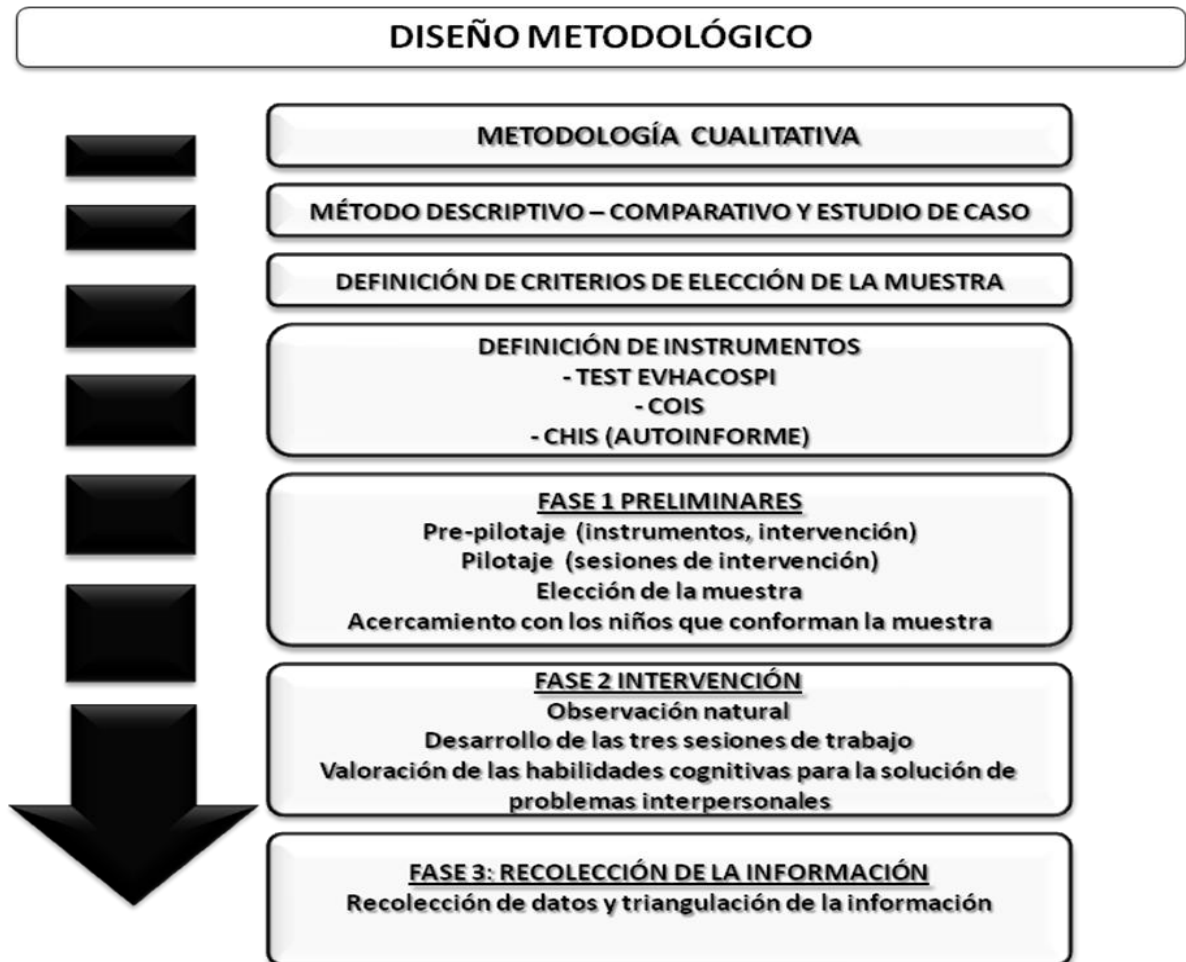 DISEÑO METODOLÓGICO
METODOLOGÍA CUALITATIVA
MÉTODO DESCRIPTIVO – COMPARATIVO Y ESTUDIO DE CASO
DEFINICIÓN DE CRITERIOS DE ELECCIÓN DE LA MUESTRA
DEFINICIÓN DE INSTRUMENTOS
- TEST EVHACOSPI
- COIS
- CHIS (AUTOINFORME)
FASE 1 PRELIMINARES
Pre-pilotaje (instrumentos, intervención)
Pilotaje (sesiones de intervención)
Elección de la muestra
Acercamiento con los niños que conforman la muestra
FASE 2 INTERVENCIÓN
Observación natural
Desarrollo de las tres sesiones de trabajo
Valoración de las habilidades cognitivas para la solución de
problemas interpersonales
FASE 3: RECOLECCIÓN DE LA INFORMACIÓN
Recolección de datos y triangulación de la información